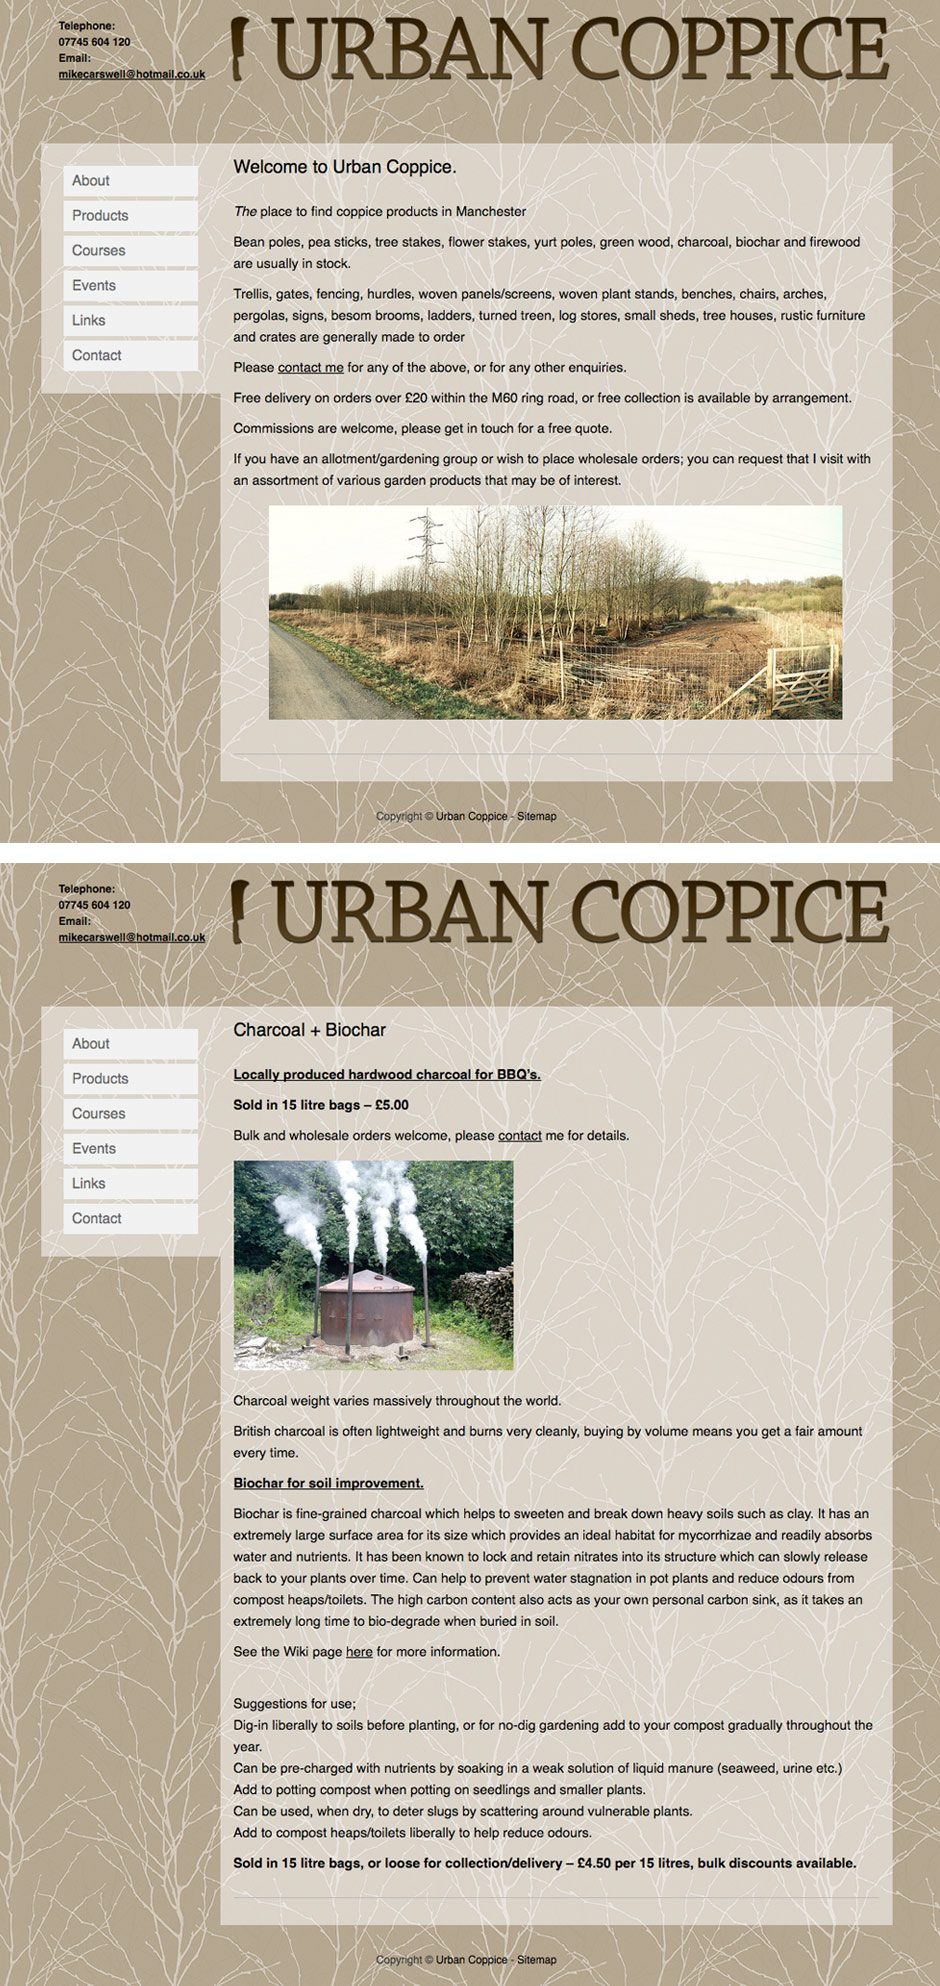 Telephone:
07745 604 120
Email:
mikecarswell@hotmail.co.uk
URBAN COPPICE
About
Products
Courses
Events
Links
Contact
Welcome to Urban Coppice.
The place to find coppice products in Manchester
Bean poles, pea sticks, tree stakes, flower stakes, yurt poles, green wood, charcoal, biochar and firewood
are usually in stock.
Trellis, gates, fencing, hurdles, woven panels/screens, woven plant stands, benches, chairs, arches,
pergolas, signs, besom brooms, ladders, turned treen, log stores, small sheds, tree houses, rustic furniture
and crates are generally made to order
Please contact me for any of the above, or for any other enquiries.
Free delivery on orders over £20 within the M60 ring road, or free collection is available by arrangement.
Commissions are welcome, please get in touch for a free quote.
If you have an allotment/gardening group or wish to place wholesale orders; you can request that I visit with
an assortment of various garden products that may be of interest.
Copyright © Urban Coppice - Sitemap
Telephone:
07745 604 120
Email:
mikecarswell@hotmail.co.uk
URBAN COPPICE
About
Products
Courses
Events
Links
Contact
Charcoal + Biochar
Locally produced hardwood charcoal for BBQ's.
Sold in 15 litre bags – £5.00
Bulk and wholesale orders welcome, please contact me for details.
Charcoal weight varies massively throughout the world.
British charcoal is often lightweight and burns very cleanly, buying by volume means you get a fair amount
every time.
Biochar for soil improvement.
Biochar is fine-grained charcoal which helps to sweeten and break down heavy soils such as clay. It has an
extremely large surface area for its size which provides an ideal habitat for mycorrhizae and readily absorbs
water and nutrients. It has been known to lock and retain nitrates into its structure which can slowly release
back to your plants over time. Can help to prevent water stagnation in pot plants and reduce odours from
compost heaps/toilets. The high carbon content also acts as your own personal carbon sink, as it takes an
extremely long time to bio-degrade when buried in soil.
See the Wiki page here for more information.
Suggestions for use;
Dig-in liberally to soils before planting, or for no-dig gardening add to your compost gradually throughout the
year.
Can be pre-charged with nutrients by soaking in a weak solution of liquid manure (seaweed, urine etc.)
Add to potting compost when potting on seedlings and smaller plants.
Can be used, when dry, to deter slugs by scattering around vulnerable plants.
Add to compost heaps/toilets liberally to help reduce odours.
Sold in 15 litre bags, or loose for collection/delivery – £4.50 per 15 litres, bulk discounts available.
Copyright © Urban Coppice - Sitemap